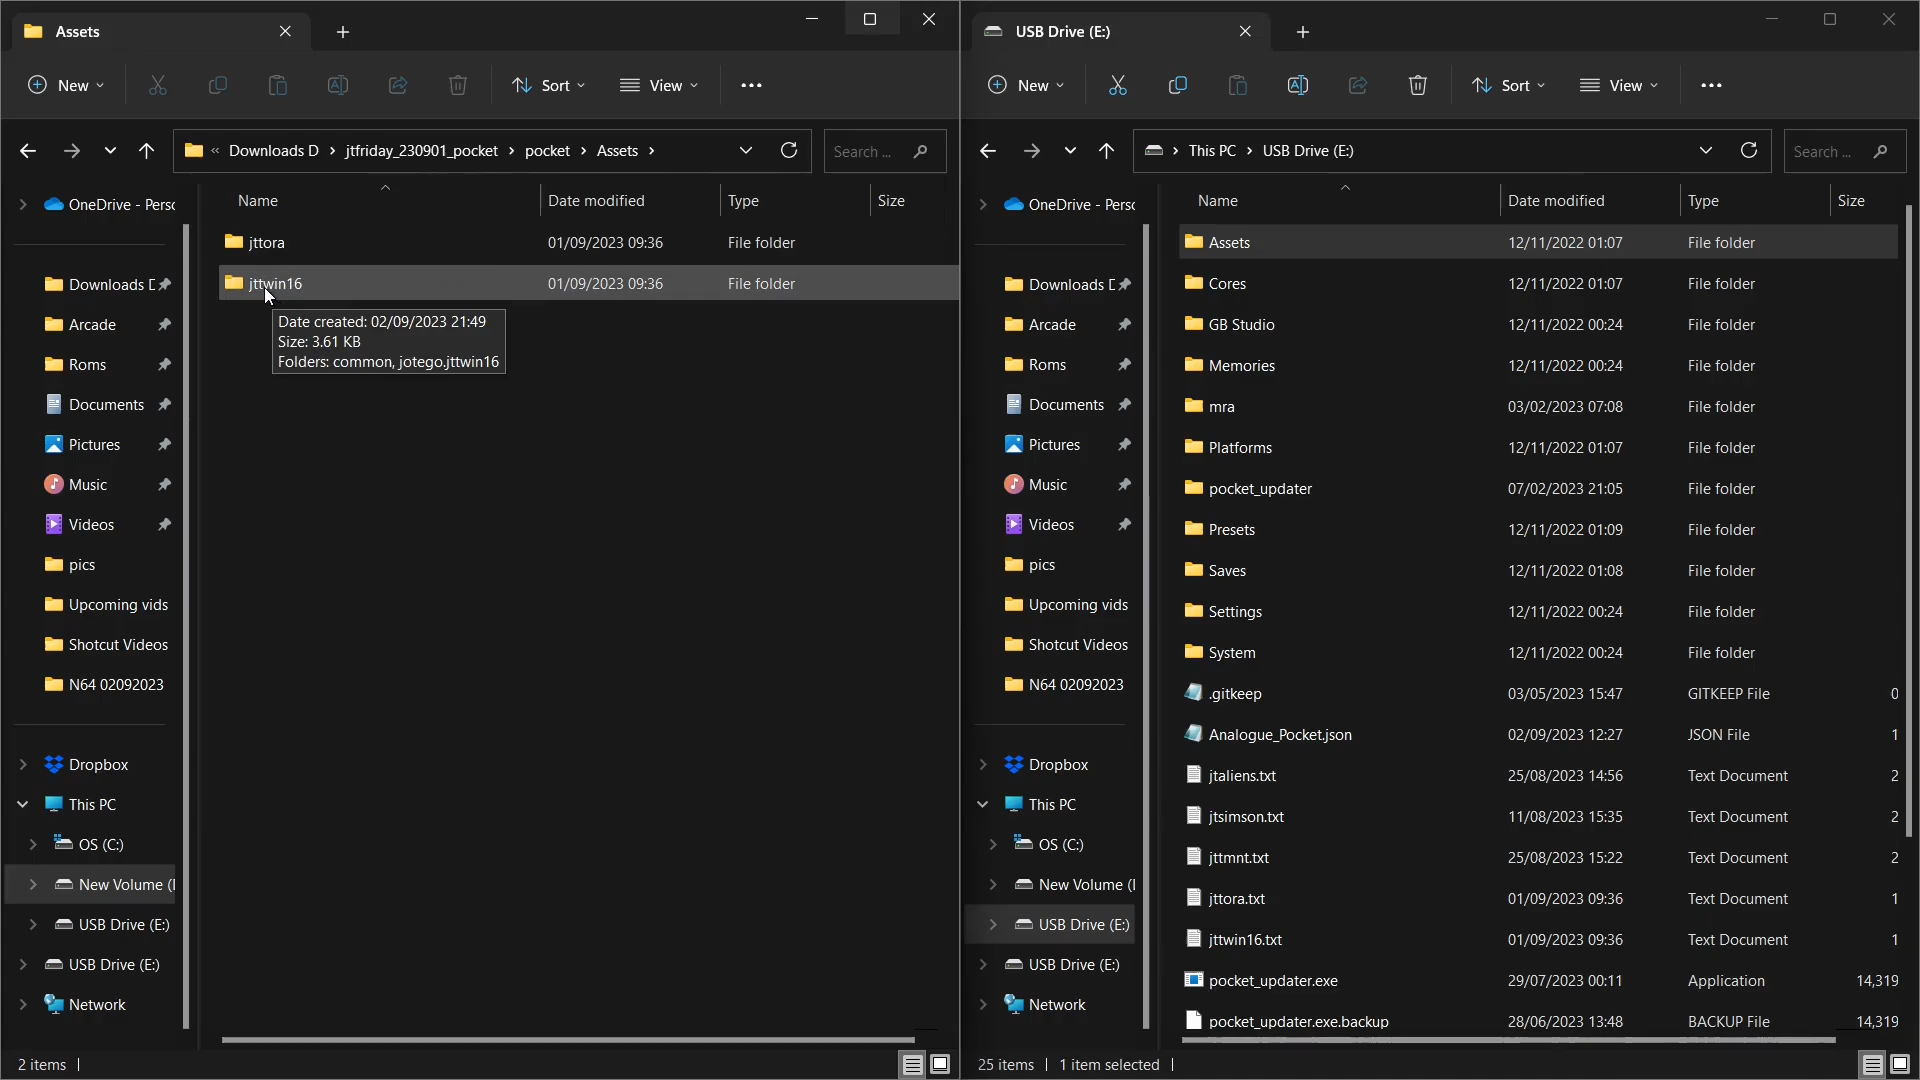 Assets
New
Sort
View
Downloads D
jtfriday_230901_pocket
pocket
Assets
Search ...
OneDrive - Persc
Downloads D
Arcade
Roms
Documents
Pictures
Music
Videos
pics
Upcoming vids
Shotcut Videos
N64 02092023
Dropbox
This PC
OS (C:)
New Volume (I
USB Drive (E:)
USB Drive (E:)
Network
Name Date modified Type Size
jttora 01/09/2023 09:36 File folder
jttwin16 01/09/2023 09:36 File folder
Date created: 02/09/2023 21:49
Size: 3.61 KB
Folders: common, jotego.jttwin16
2 items
USB Drive (E:)
New
Sort
View
This PC
USB Drive (E:)
Search ...
OneDrive - Persc
Downloads D
Arcade
Roms
Documents
Pictures
Music
Videos
pics
Upcoming vids
Shotcut Videos
N64 02092023
Dropbox
This PC
OS (C:)
New Volume (I
USB Drive (E:)
USB Drive (E:)
Network
Name Date modified Type Size
Assets 12/11/2022 01:07 File folder
Cores 12/11/2022 01:07 File folder
GB Studio 12/11/2022 00:24 File folder
Memories 12/11/2022 00:24 File folder
mra 03/02/2023 07:08 File folder
Platforms 12/11/2022 01:07 File folder
pocket_updater 07/02/2023 21:05 File folder
Presets 12/11/2022 01:09 File folder
Saves 12/11/2022 01:08 File folder
Settings 12/11/2022 00:24 File folder
System 12/11/2022 00:24 File folder
.gitkeep 03/05/2023 15:47 GITKEEP File 0
Analogue_Pocket.json 02/09/2023 12:27 JSON File 1
jtaliens.txt 25/08/2023 14:56 Text Document 2
jtsimson.txt 11/08/2023 15:35 Text Document 2
jttmnt.txt 25/08/2023 15:22 Text Document 2
jttora.txt 01/09/2023 09:36 Text Document 1
jttwin16.txt 01/09/2023 09:36 Text Document 1
pocket_updater.exe 29/07/2023 00:11 Application 14,319
pocket_updater.exe.backup 28/06/2023 13:48 BACKUP File 14,319
25 items 1 item selected